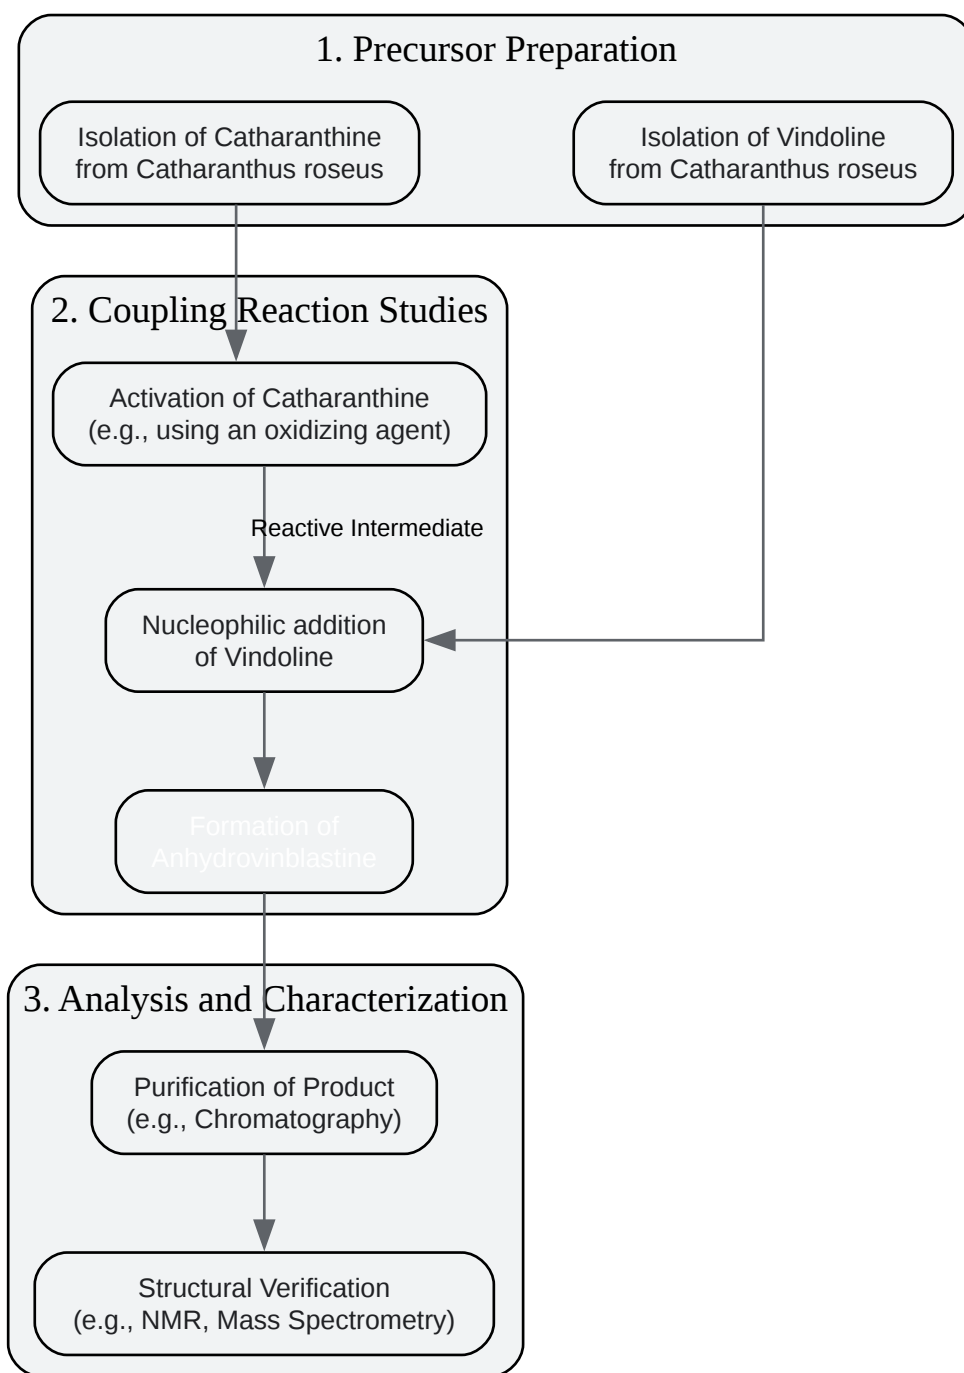 1. Precursor Preparation
Isolation of Catharanthine
from Catharanthus roseus
Isolation of Vindoline
from Catharanthus roseus
2. Coupling Reaction Studies
Activation of Catharanthine
(e.g., using an oxidizing agent)
Reactive Intermediate
Nucleophilic addition
of Vindoline
Formation of
Anhydrovinblastine
3. Analysis and Characterization
Purification of Product
(e.g., Chromatography)
Structural Verification
(e.g., NMR, Mass Spectrometry)